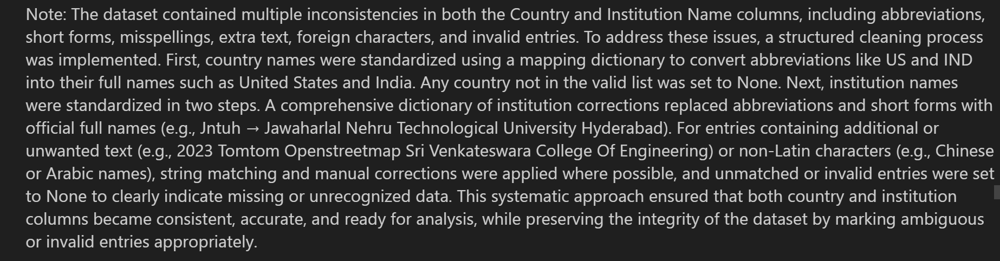 Note: The dataset contained multiple inconsistencies in both the Country and Institution Name columns, including abbreviations,
short forms, misspellings, extra text, foreign characters, and invalid entries. To address these issues, a structured cleaning process
was implemented. First, country names were standardized using a mapping dictionary to convert abbreviations like US and IND
into their full names such as United States and India. Any country not in the valid list was set to None. Next, institution names
were standardized in two steps. A comprehensive dictionary of institution corrections replaced abbreviations and short forms with
official full names (e.g., Jntuh → Jawaharlal Nehru Technological University Hyderabad). For entries containing additional or
unwanted text (e.g., 2023 Tomtom Openstreetmap Sri Venkateswara College Of Engineering) or non-Latin characters (e.g., Chinese
or Arabic names), string matching and manual corrections were applied where possible, and unmatched or invalid entries were set
to None to clearly indicate missing or unrecognized data. This systematic approach ensured that both country and institution
columns became consistent, accurate, and ready for analysis, while preserving the integrity of the dataset by marking ambiguous
or invalid entries appropriately.